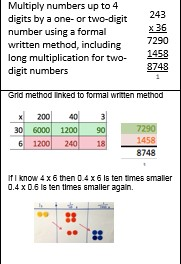 Multiply numbers up to 4
digits by a one- or two-digit
number using a formal
written method, including
long multiplication for two-
digit numbers
243
x 36
7290
1458
8748
1
Grid method linked to formal written method
x 200 40 3
30 6000 1200 90
6 1200 240 18
7290
1458
8748
1
If I know 4 x 6 then 0.4 x 6 is ten times smaller
0.4 x 0.6 is ten times smaller again.